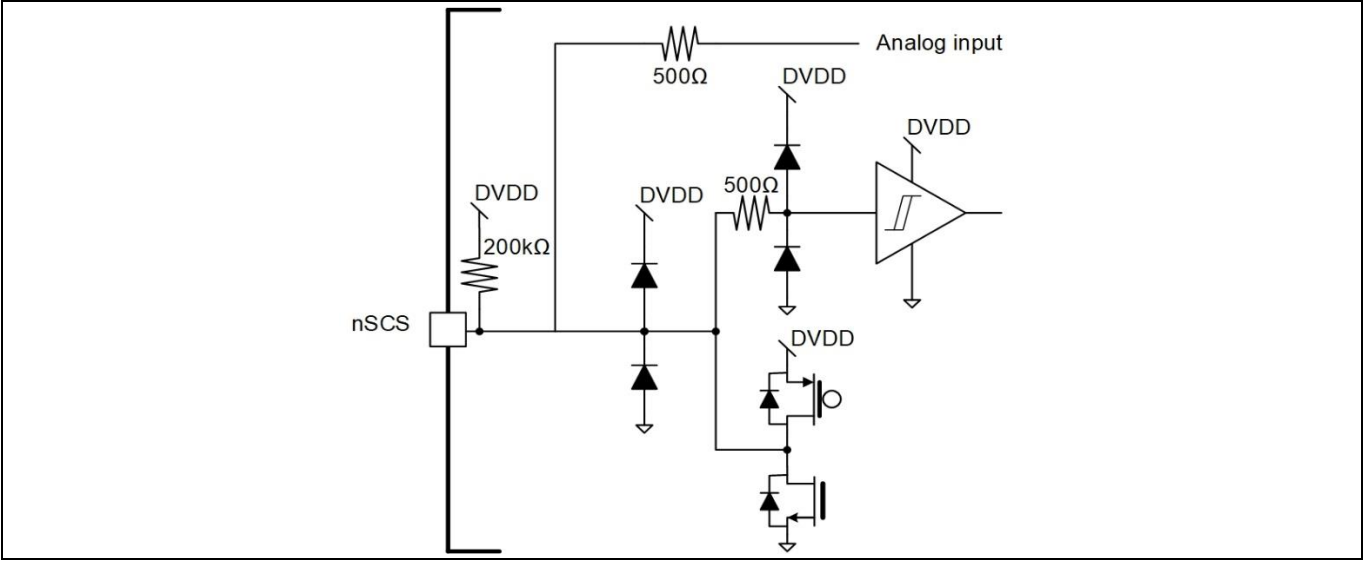 Analog input
500Ω
DVDD
DVDD
500Ω
DVDD
DVDD
200kΩ
nSCS
DVDD